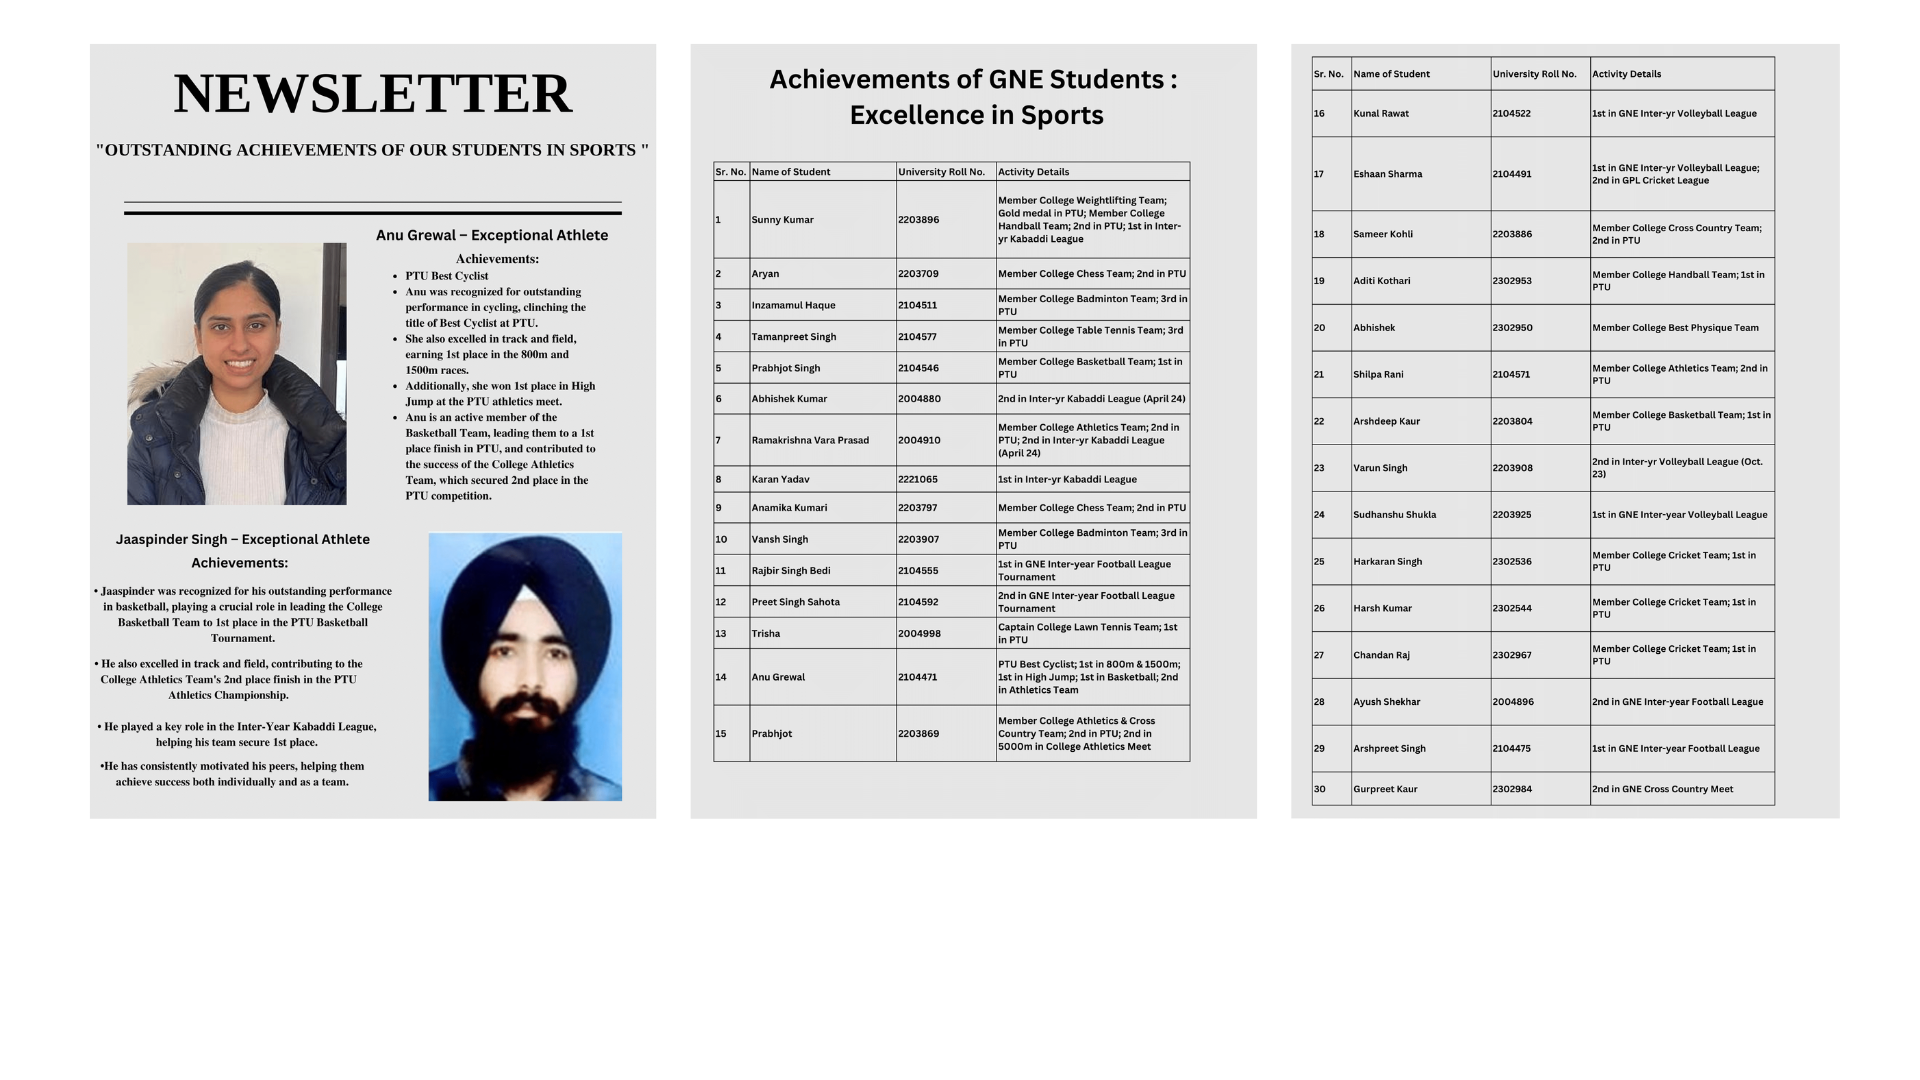 NEWSLETTER
"OUTSTANDING ACHIEVEMENTS OF OUR STUDENTS IN SPORTS "
Anu Grewal – Exceptional Athlete
Achievements:
• PTU Best Cyclist
• Anu was recognized for outstanding
performance in cycling, clinching the
title of Best Cyclist at PTU.
• She also excelled in track and field,
earning 1st place in the 800m and
1500m races.
• Additionally, she won 1st place in High
Jump at the PTU athletics meet.
• Anu is an active member of the
Basketball Team, leading them to a 1st
place finish in PTU, and contributed to
the success of the College Athletics
Team, which secured 2nd place in the
PTU competition.
Jaaspinder Singh – Exceptional Athlete
Achievements:
• Jaaspinder was recognized for his outstanding performance
in basketball, playing a crucial role in leading the College
Basketball Team to 1st place in the PTU Basketball
Tournament.
• He also excelled in track and field, contributing to the
College Athletics Team's 2nd place finish in the PTU
Athletics Championship.
• He played a key role in the Inter-Year Kabaddi League,
helping his team secure 1st place.
•He has consistently motivated his peers, helping them
achieve success both individually and as a team.
Achievements of GNE Students :
Excellence in Sports
Sr. No. Name of Student University Roll No. Activity Details
1 Sunny Kumar 2203896 Member College Weightlifting Team;
Gold medal in PTU; Member College
Handball Team; 2nd in PTU; 1st in Inter-
yr Kabaddi League
2 Aryan 2203709 Member College Chess Team; 2nd in PTU
3 Inzamamul Haque 2104511 Member College Badminton Team; 3rd in
PTU
4 Tamanpreet Singh 2104577 Member College Table Tennis Team; 3rd
in PTU
5 Prabhjot Singh 2104546 Member College Basketball Team; 1st in
PTU
6 Abhishek Kumar 2004880 2nd in Inter-yr Kabaddi League (April 24)
7 Ramakrishna Vara Prasad 2004910 Member College Athletics Team; 2nd in
PTU; 2nd in Inter-yr Kabaddi League
(April 24)
8 Karan Yadav 2221065 1st in Inter-yr Kabaddi League
9 Anamika Kumari 2203797 Member College Chess Team; 2nd in PTU
10 Vansh Singh 2203907 Member College Badminton Team; 3rd in
PTU
11 Rajbir Singh Bedi 2104555 1st in GNE Inter-year Football League
Tournament
12 Preet Singh Sahota 2104592 2nd in GNE Inter-year Football League
Tournament
13 Trisha 2004998 Captain College Lawn Tennis Team; 1st
in PTU
14 Anu Grewal 2104471 PTU Best Cyclist; 1st in 800m & 1500m;
1st in High Jump; 1st in Basketball; 2nd
in Athletics Team
15 Prabhjot 2203869 Member College Athletics & Cross
Country Team; 2nd in PTU; 2nd in
5000m in College Athletics Meet
Sr. No. Name of Student University Roll No. Activity Details
16 Kunal Rawat 2104522 1st in GNE Inter-yr Volleyball League
17 Eshaan Sharma 2104491 1st in GNE Inter-yr Volleyball League;
2nd in GPL Cricket League
18 Sameer Kohli 2203886 Member College Cross Country Team;
2nd in PTU
19 Aditi Kothari 2302953 Member College Handball Team; 1st in
PTU
20 Abhishek 2302950 Member College Best Physique Team
21 Shilpa Rani 2104571 Member College Athletics Team; 2nd in
PTU
22 Arshdeep Kaur 2203804 Member College Basketball Team; 1st in
PTU
23 Varun Singh 2203908 2nd in Inter-yr Volleyball League (Oct.
23)
24 Sudhanshu Shukla 2203925 1st in GNE Inter-year Volleyball League
25 Harkaran Singh 2302536 Member College Cricket Team; 1st in
PTU
26 Harsh Kumar 2302544 Member College Cricket Team; 1st in
PTU
27 Chandan Raj 2302967 Member College Cricket Team; 1st in
PTU
28 Ayush Shekhar 2004896 2nd in GNE Inter-year Football League
29 Arshpreet Singh 2104475 1st in GNE Inter-year Football League
30 Gurpreet Kaur 2302984 2nd in GNE Cross Country Meet